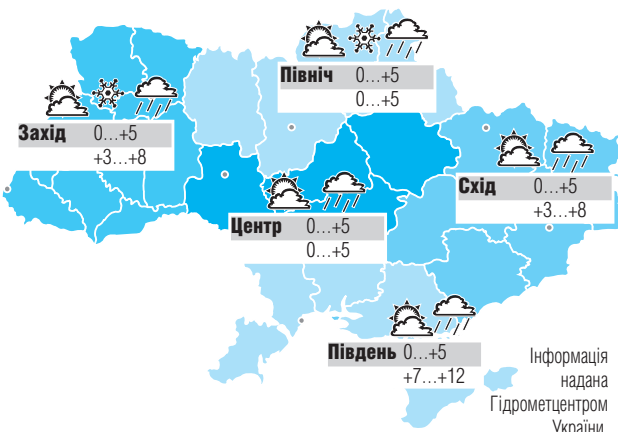 Північ 0...+5
0...+5
Захід 0...+5
+3...+8
Схід 0...+5
+3...+8
Центр 0...+5
0...+5
Південь 0...+5
+7...+12
Інформація
надана
Гідрометцентром
України.